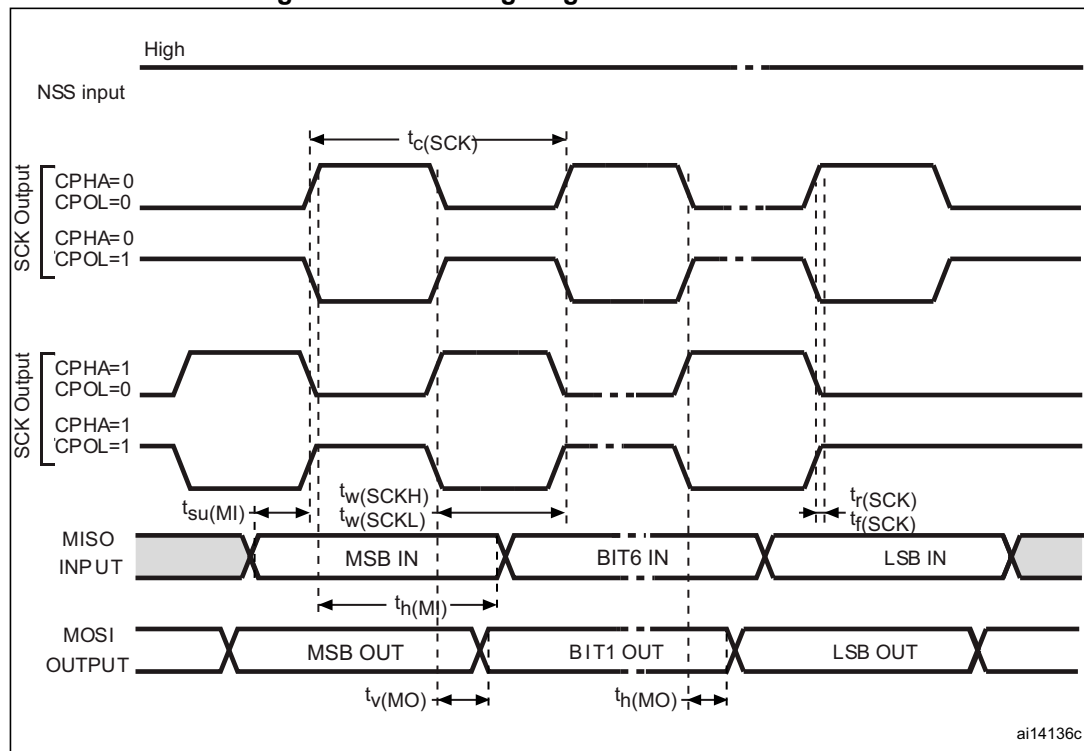 High
NSS input
tc(SCK)
SCK Output
CPHA=0
CPOL=0
CPHA=0
CPOL=1
SCK Output
CPHA=1
CPOL=0
CPHA=1
CPOL=1
tsu(MI)
tw(SCKH)
tw(SCKL)
tr(SCK)
tf(SCK)
MISO
INPUT
MSB IN
BIT6 IN
LSB IN
th(MI)
MOSI
OUTPUT
MSB OUT
BIT1 OUT
LSB OUT
tv(MO)
th(MO)
ai14136c